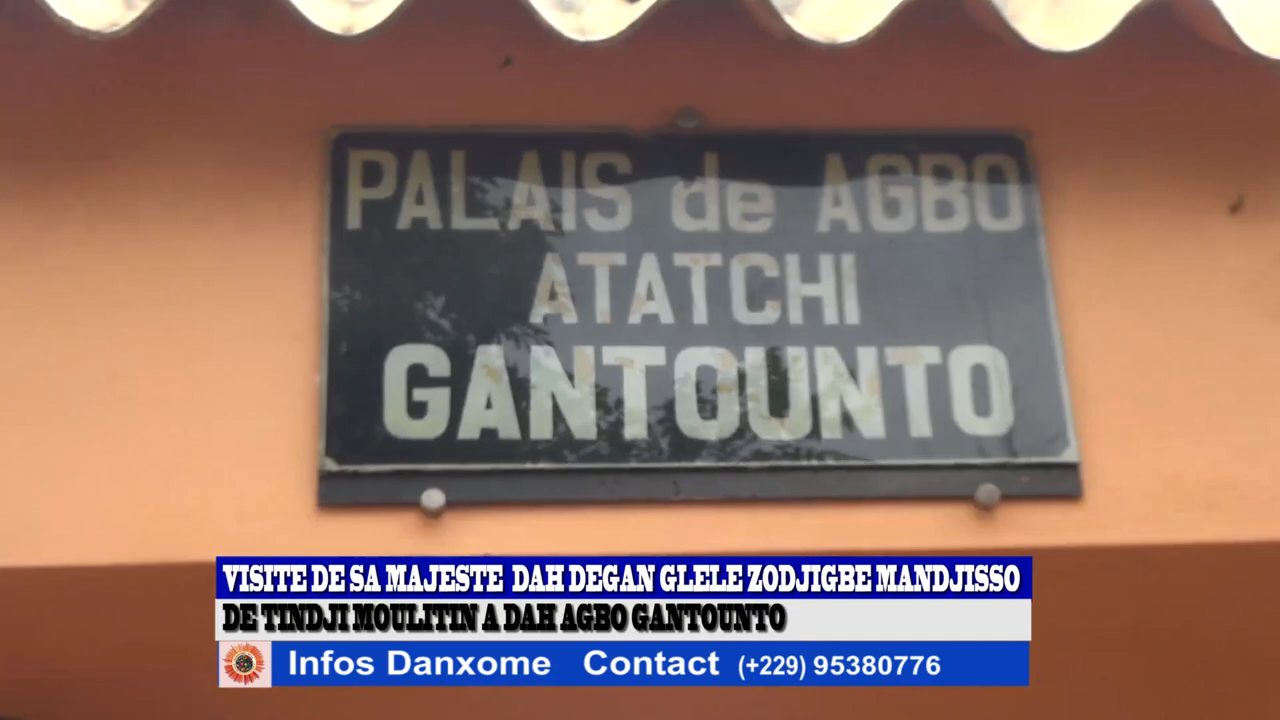 PALAIS de AGBO
ATATCHI
GANTOUNTO
VISITE DE SA MAJESTE DAH DEGAN GLELE ZODJIGBE MANDJISSO
DE TINDJI MOULITIN A DAH AGBO GANTOUNTO
Infos Danxome Contact (+229) 95380776